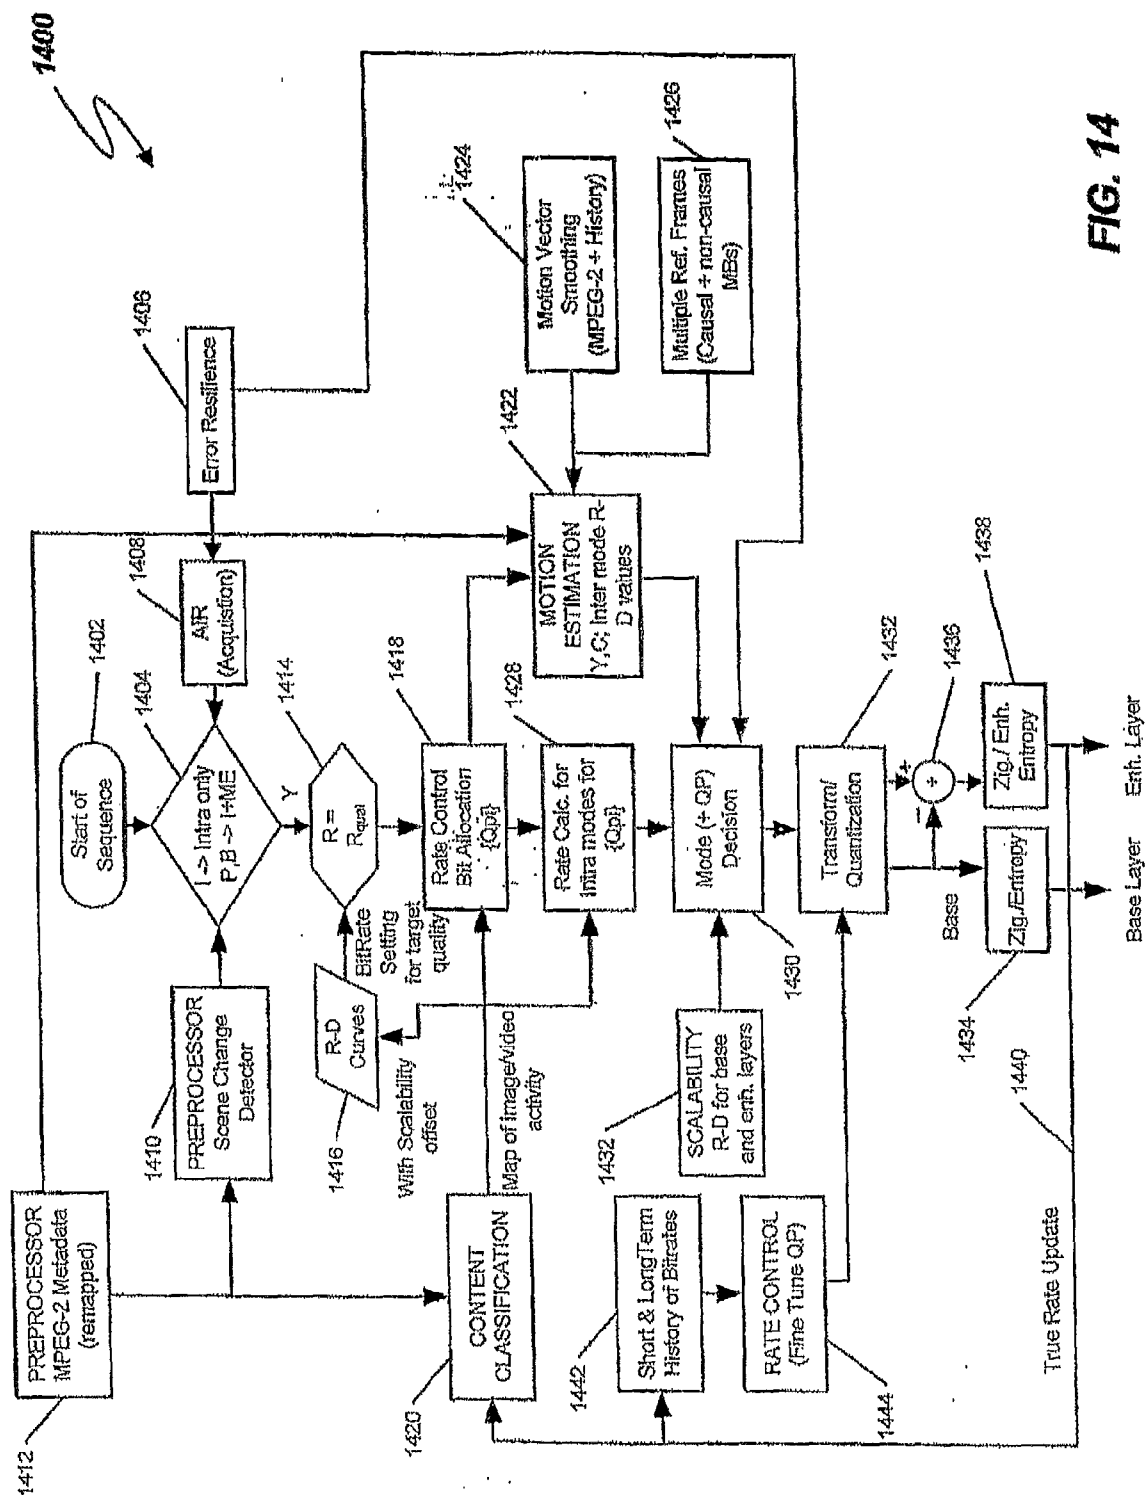 1400
Start of
Sequence
1402
I -> Intra only
P,B -> I+ME
1404
Error Resilience
1406
AIR
(Acquistion)
1408
PREPROCESSOR
Scene Change
Detector
1410
PREPROCESSOR
MPEG-2 Metadata
(remapped)
1412
Y
R =
Requal
1414
R-D
Curves
1416
BitRate
Setting
for target
quality
With Scalability
offset
Rate Control
Bit Allocation
{Qpi}
1418
CONTENT
CLASSIFICATION
1420
Map of image/video
activity
MOTION
ESTIMATION
Y,C; Inter mode R-
D values
1422
Motion Vector
Smoothing
(MPEG-2 + History)
1424
Multiple Ref. Frames
(Causal + non-causal
MBs)
1426
Rate Calc. for
Intra modes for
{Qpi}
1428
Mode (+ QP)
Decision
1430
SCALABILITY
R-D for base
and enh. layers
1432
Transform/
Quantization
1432
Short & LongTerm
History of Bitrates
1442
RATE CONTROL
(Fine Tune QP)
1444
Base
−
+
+
1436
Zig./Entropy
1434
Zig./ Enh.
Entropy
1438
1440
True Rate Update
Base Layer
Enh. Layer
FIG. 14